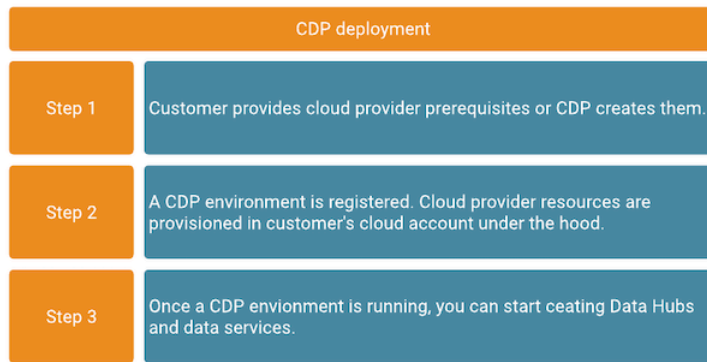 CDP deployment
Step 1
Customer provides cloud provider prerequisites or CDP creates them.
Step 2
A CDP environment is registered. Cloud provider resources are
provisioned in customer's cloud account under the hood.
Step 3
Once a CDP envionment is running, you can start ceating Data Hubs
and data services.